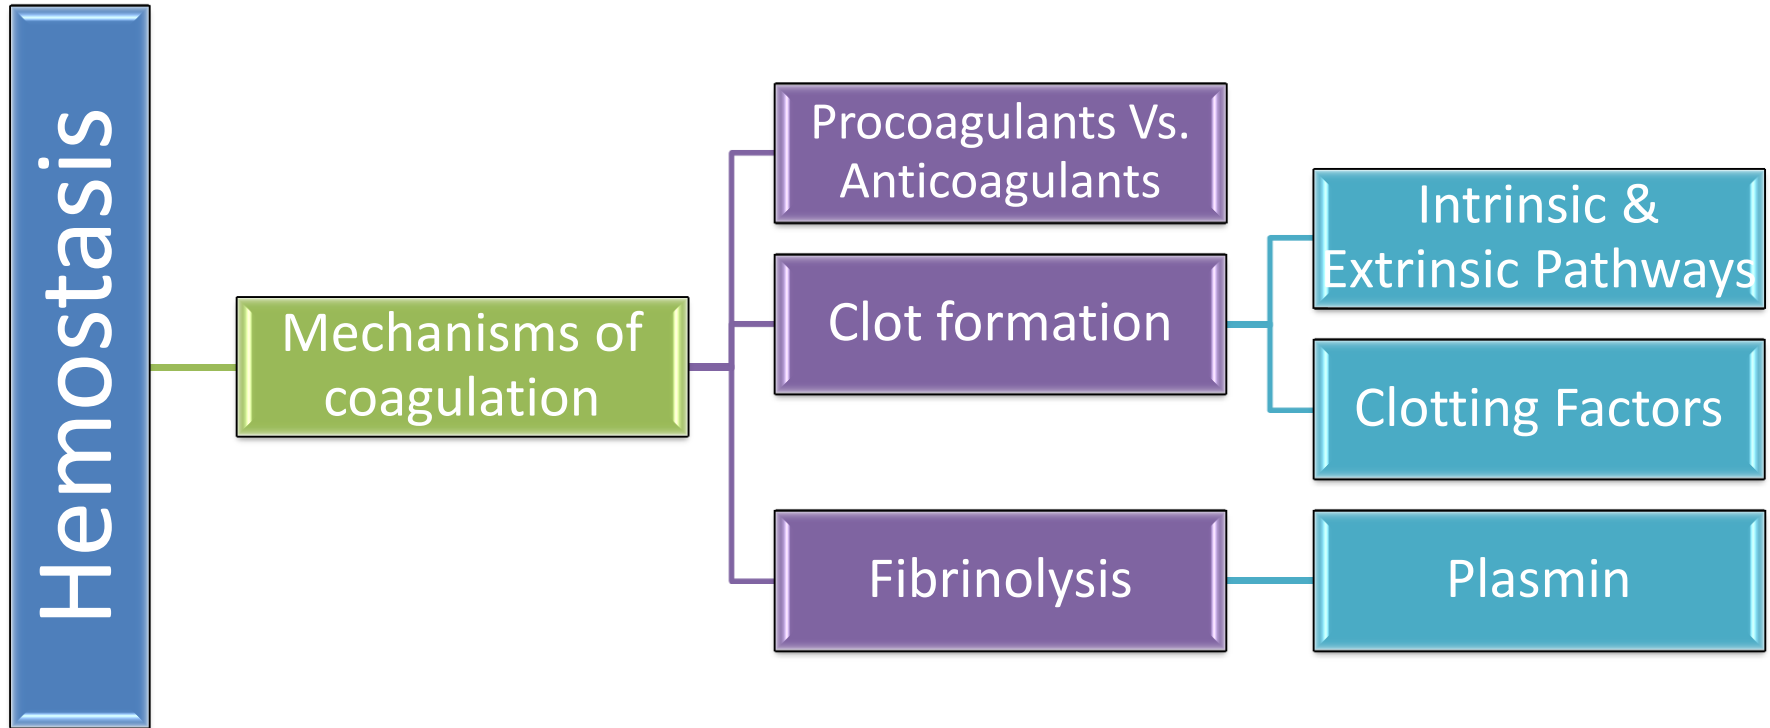 Hemostasis
Mechanisms of
coagulation
Procoagulants Vs.
Anticoagulants
Clot formation
Fibrinolysis
Intrinsic &
Extrinsic Pathways
Clotting Factors
Plasmin